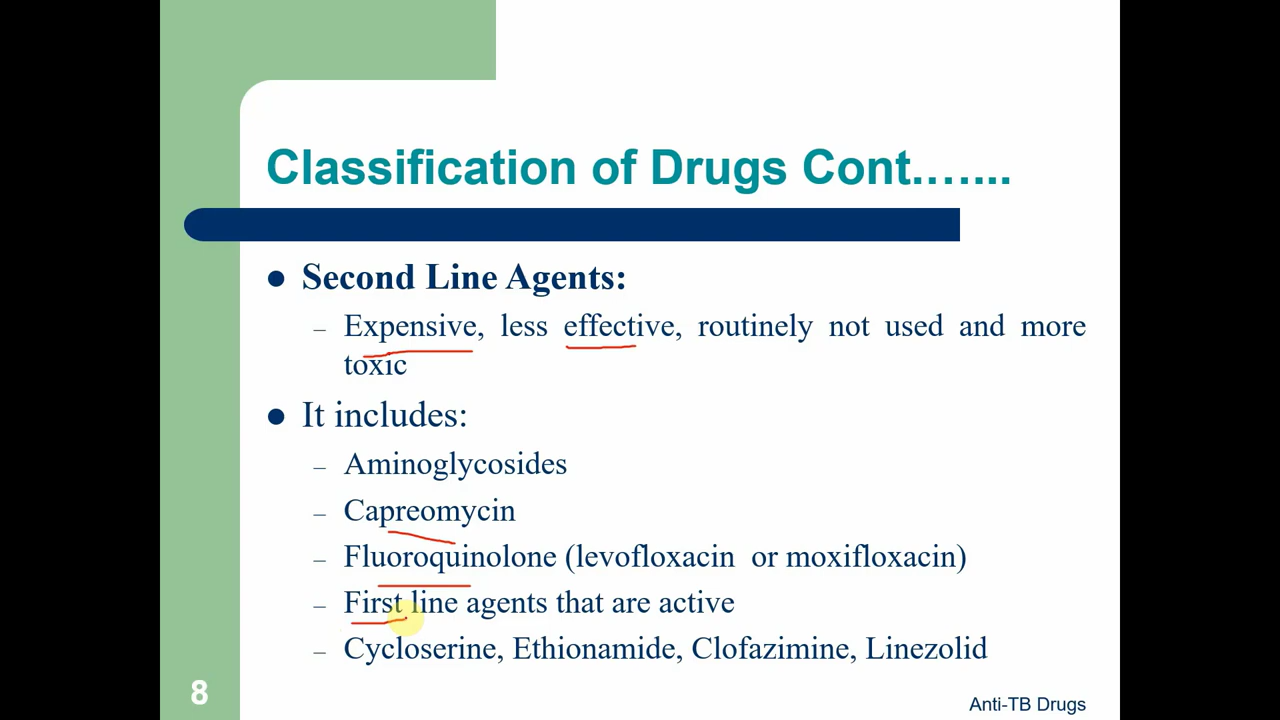 Classification of Drugs Cont.…....
● Second Line Agents:
– Expensive, less effective, routinely not used and more
toxic
● It includes:
– Aminoglycosides
– Capreomycin
– Fluoroquinolone (levofloxacin or moxifloxacin)
– First line agents that are active
– Cycloserine, Ethionamide, Clofazimine, Linezolid
8
Anti-TB Drugs